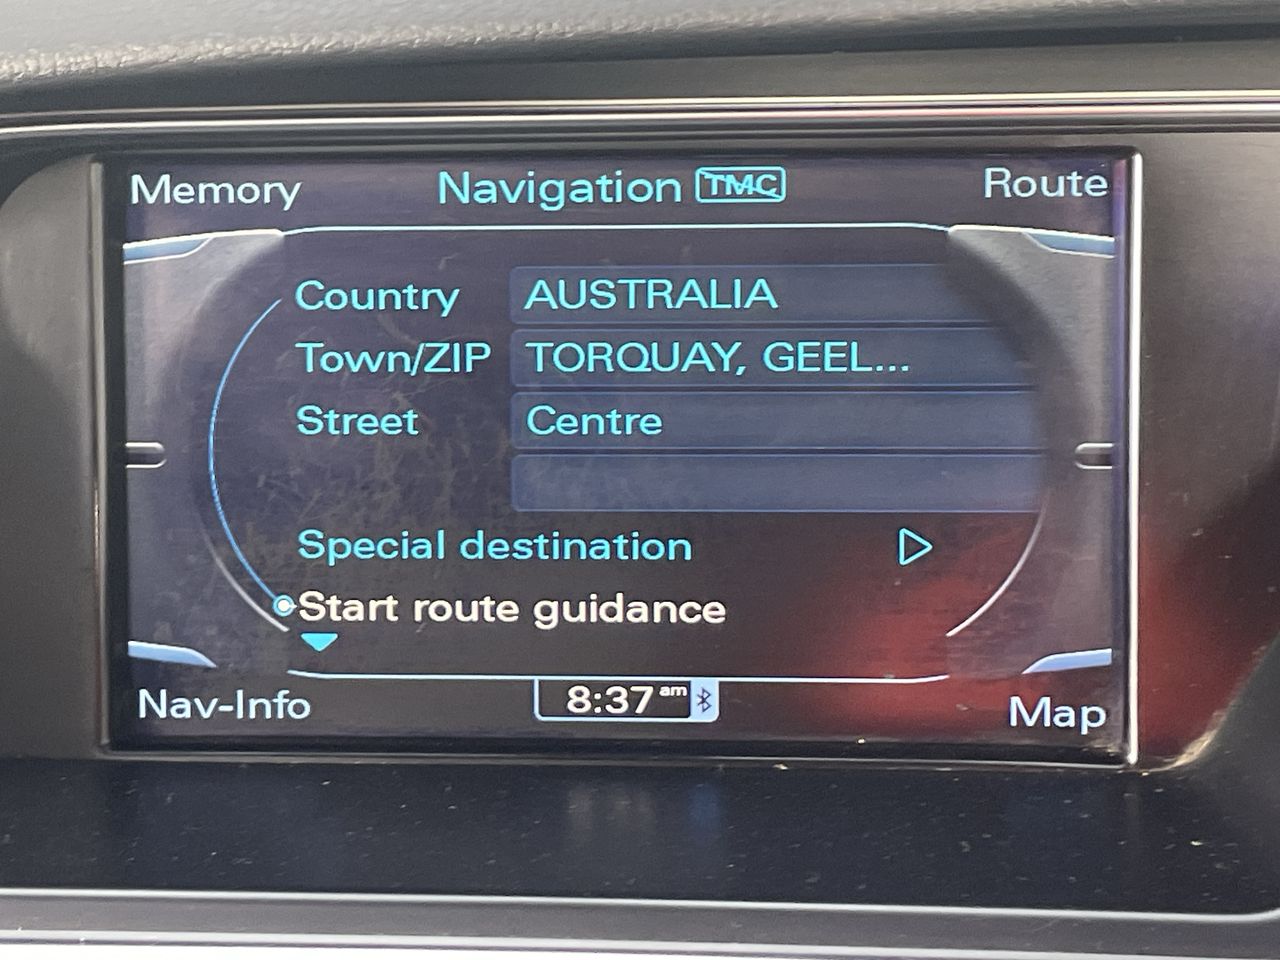 Memory
Navigation TMC
Route
Country AUSTRALIA
Town/ZIP TORQUAY, GEEL...
Street Centre
Special destination
Start route guidance
Nav-Info
8:37 am
Map